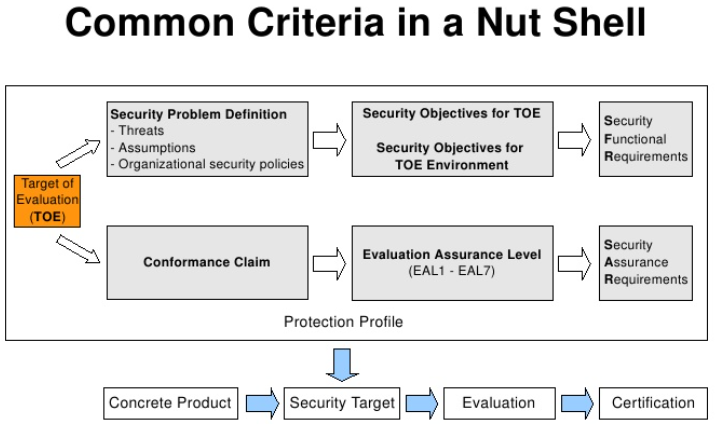 Common Criteria in a Nut Shell
Security Problem Definition
- Threats
- Assumptions
- Organizational security policies
Security Objectives for TOE
Security Objectives for
TOE Environment
Security
Functional
Requirements
Target of
Evaluation
(TOE)
Conformance Claim
Evaluation Assurance Level
(EAL1 - EAL7)
Security
Assurance
Requirements
Protection Profile
Concrete Product
Security Target
Evaluation
Certification